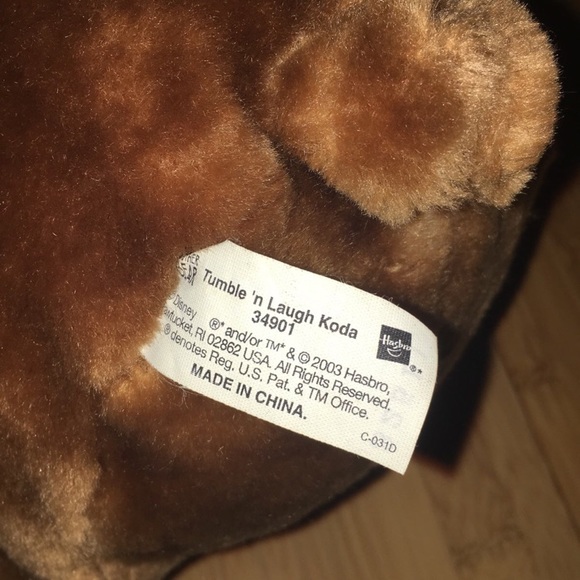 Tumble 'n Laugh Koda
34901
Hasbro
®*
Disney
®* and/or TM* & © 2003 Hasbro,
Pawtucket, RI 02862 USA. All Rights Reserved.
® denotes Reg. U.S. Pat. & TM Office.
MADE IN CHINA.
C-031D